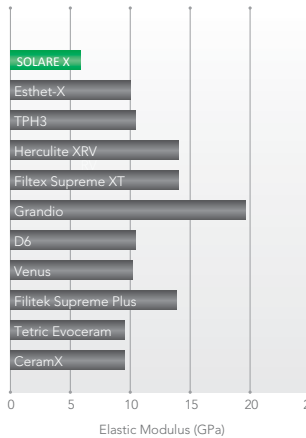 SOLARE X
Esthet-X
TPH3
Herculite XRV
Filtex Supreme XT
Grandio
D6
Venus
Filitek Supreme Plus
Tetric Evoceram
CeramX
0 5 10 15 20 2
Elastic Modulus (GPa)